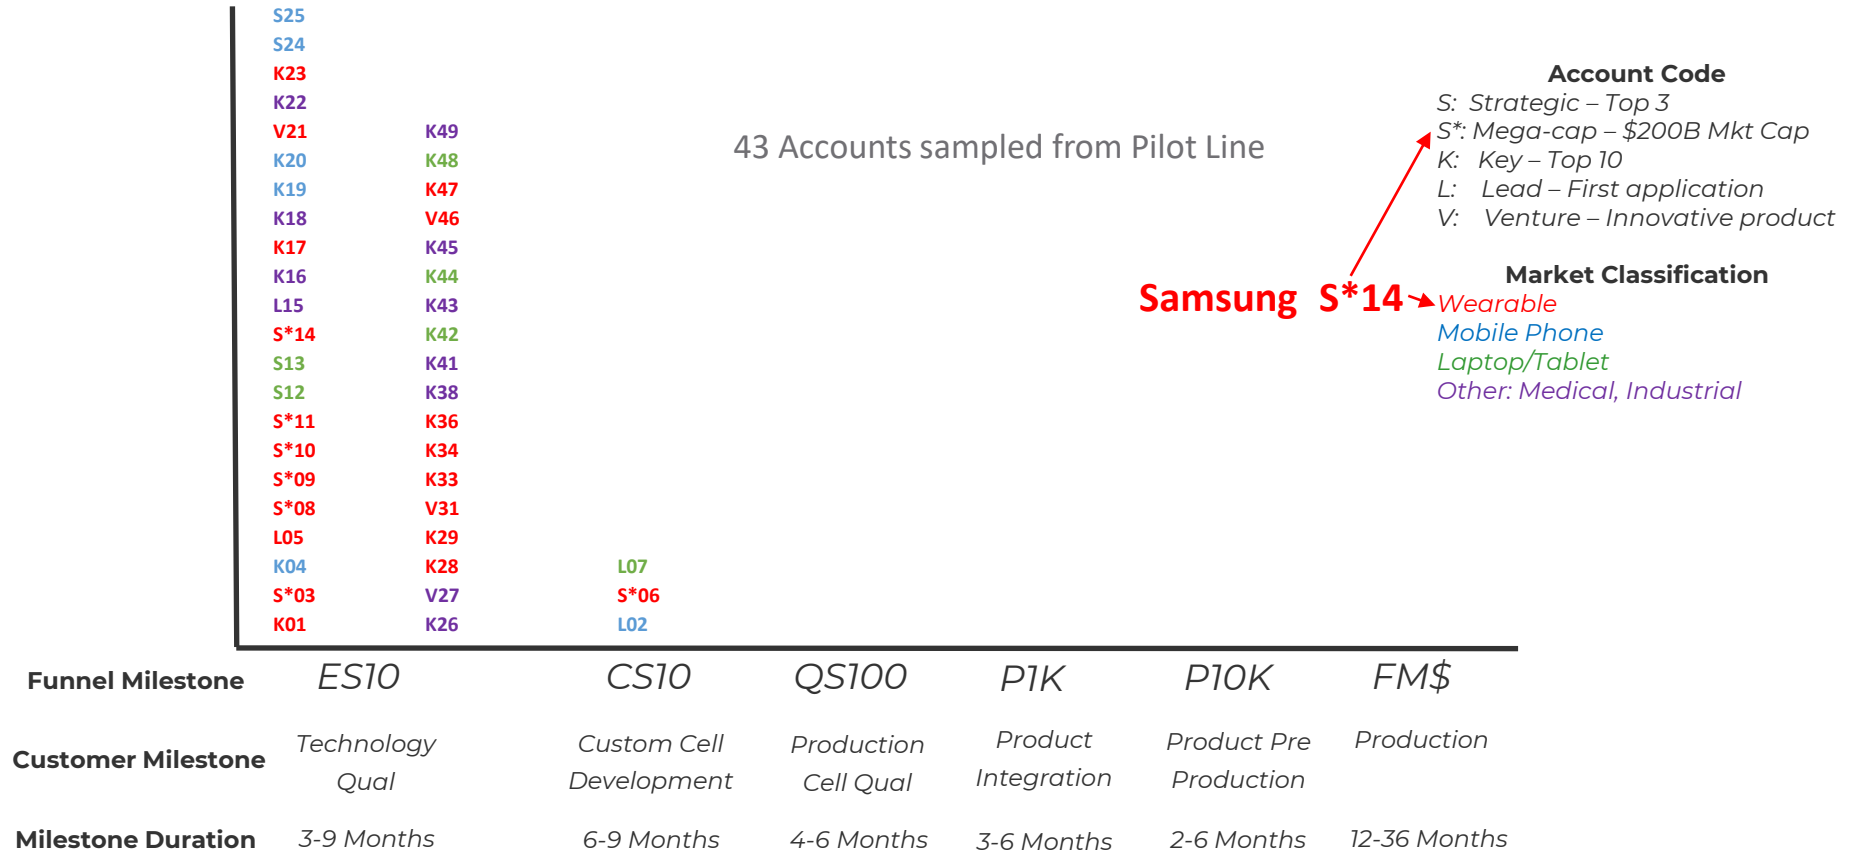 S25
S24
K23
K22
V21
K20
K19
K18
K17
K16
L15
S*14
S13
S12
S*11
S*10
S*09
S*08
L05
K04
S*03
K01
K49
K48
K47
V46
K45
K44
K43
K42
K41
K38
K36
K34
K33
V31
K29
K28
V27
K26
L07
S*06
L02
43 Accounts sampled from Pilot Line
Samsung S*14
Account Code
S: Strategic – Top 3
S*: Mega-cap – $200B Mkt Cap
K: Key – Top 10
L: Lead – First application
V: Venture – Innovative product
Market Classification
Wearable
Mobile Phone
Laptop/Tablet
Other: Medical, Industrial
Funnel Milestone ES10 CS10 QS100 P1K P10K FM$
Customer Milestone
Technology
Qual
Custom Cell
Development
Production
Cell Qual
Product
Integration
Product Pre
Production
Production
Milestone Duration 3-9 Months 6-9 Months 4-6 Months 3-6 Months 2-6 Months 12-36 Months